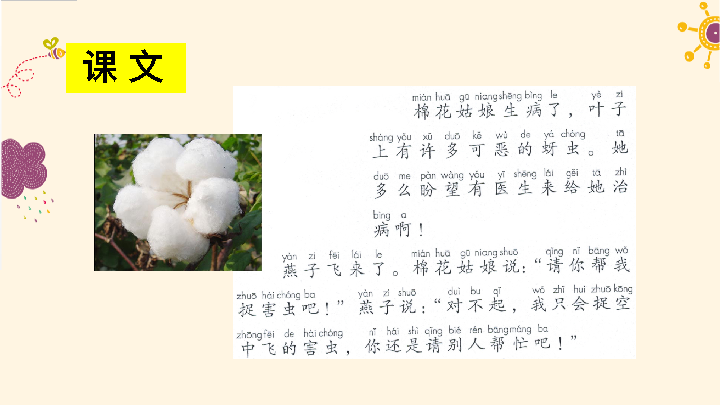 课文
mián huā gū niang shēng bìng le yè zi
棉花姑娘生病了，叶子
shàng yǒu xǔ duō kě wù de yá chóng tā
上有许多可恶的蚜虫。她
duō me pàn wàng yǒu yī shēng lái gěi tā zhì
多么盼望有医生来给她治
bìng a
病啊！
yàn zi fēi lái le mián huā gū niang shuō qǐng nǐ bāng wǒ
燕子飞来了。棉花姑娘说：“请你帮我
zhuō hài chóng ba yàn zi shuō duì bu qǐ wǒ zhǐ huì zhuō kōng
捉害虫吧！”燕子说：“对不起，我只会捉空
zhōng fēi de hài chóng nǐ hái shì qǐng bié rén bāng máng ba
中飞的害虫，你还是请别人帮忙吧！”